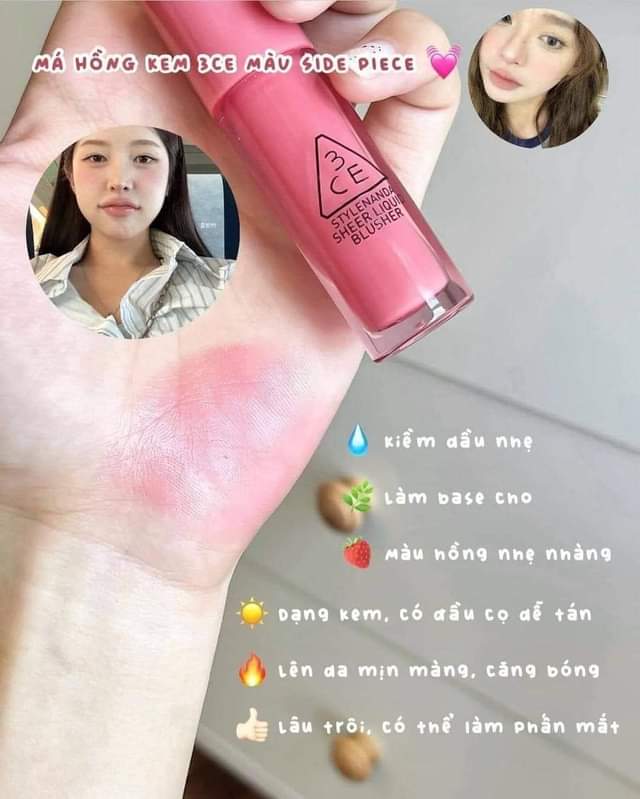 MÁ HỒNG KEM 3CE MÀU SIDE PIECE
3
CE
STYLENANDA
SHEER LIQUID
BLUSHER
Kiềm dầu nhẹ
Làm base cho
Màu hồng nhẹ nhàng
Dạng kem, có đầu cọ dễ tán
Lên da mịn màng, căng bóng
Lâu trôi, có thể làm phấn mắt